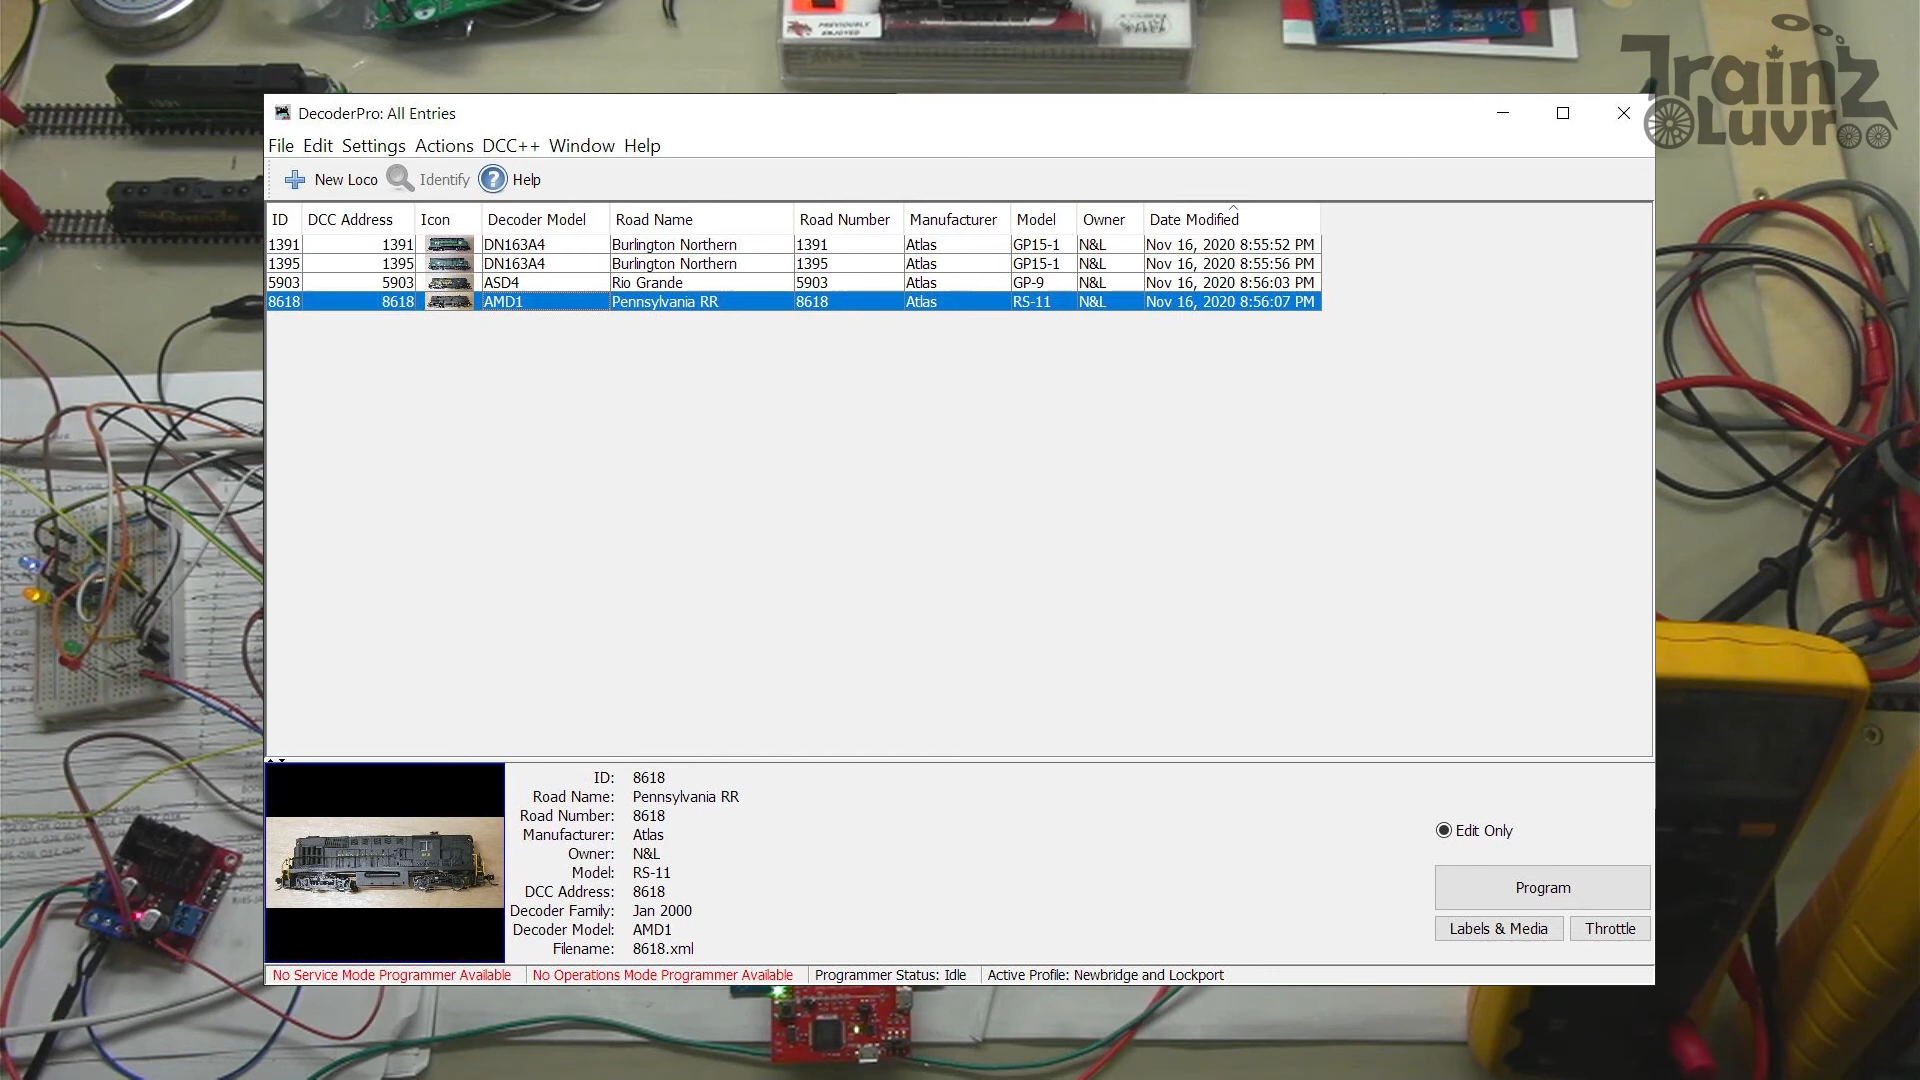 PREVIOUSLY
ENJOYED
TrainzLuvr
1391
Rio Grande
DecoderPro: All Entries
File Edit Settings Actions DCC++ Window Help
New Loco Identify Help
ID DCC Address Icon Decoder Model Road Name Road Number Manufacturer Model Owner Date Modified
1391 1391 DN163A4 Burlington Northern 1391 Atlas GP15-1 N&L Nov 16, 2020 8:55:52 PM
1395 1395 DN163A4 Burlington Northern 1395 Atlas GP15-1 N&L Nov 16, 2020 8:55:56 PM
5903 5903 ASD4 Rio Grande 5903 Atlas GP-9 N&L Nov 16, 2020 8:56:03 PM
8618 8618 AMD1 Pennsylvania RR 8618 Atlas RS-11 N&L Nov 16, 2020 8:56:07 PM
ID: 8618
Road Name: Pennsylvania RR
Road Number: 8618
Manufacturer: Atlas
Owner: N&L
Model: RS-11
DCC Address: 8618
Decoder Family: Jan 2000
Decoder Model: AMD1
Filename: 8618.xml
Edit Only
Program
Labels & Media Throttle
No Service Mode Programmer Available No Operations Mode Programmer Available Programmer Status: Idle Active Profile: Newbridge and Lockport